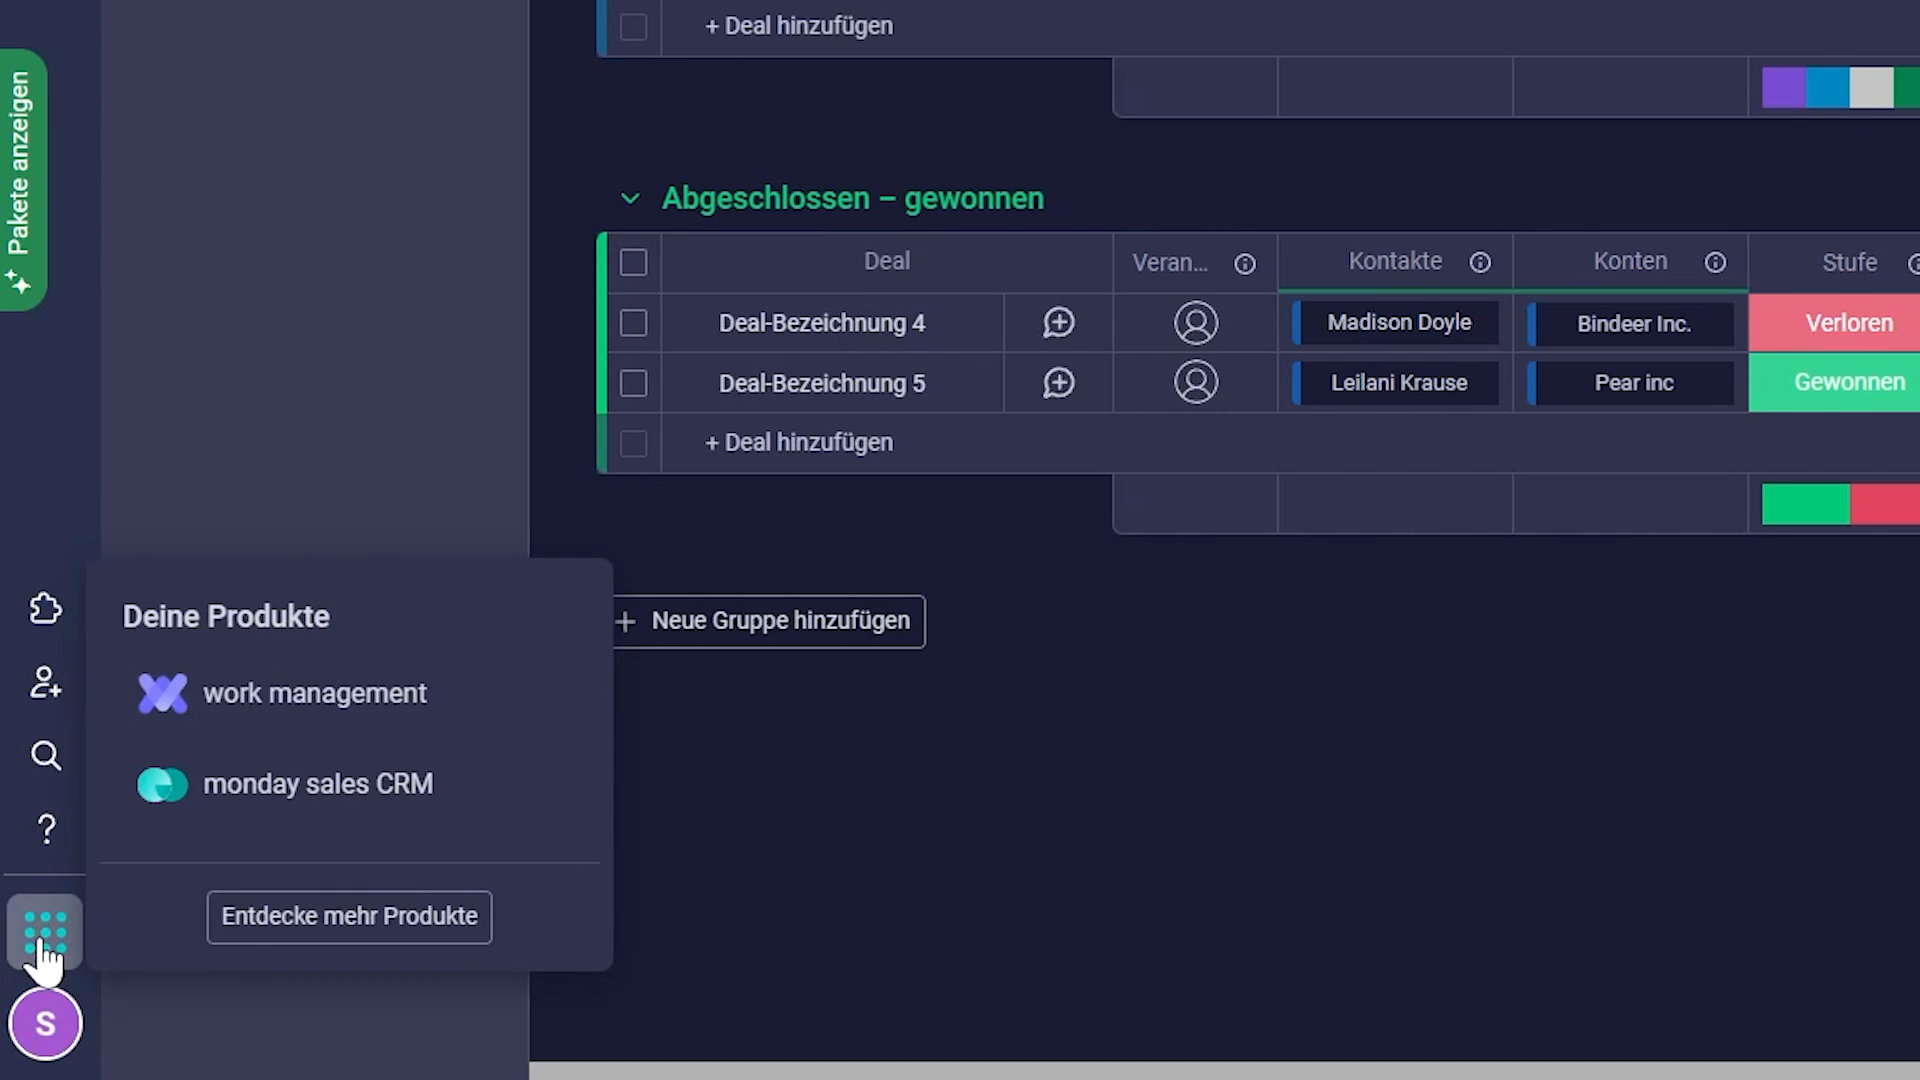 + Deal hinzufügen
Pakete anzeigen
Abgeschlossen – gewonnen
Deal Veran... Kontakte Konten Stufe
Deal-Bezeichnung 4 Madison Doyle Bindeer Inc. Verloren
Deal-Bezeichnung 5 Leilani Krause Pear inc Gewonnen
+ Deal hinzufügen
+ Neue Gruppe hinzufügen
Deine Produkte
work management
monday sales CRM
?
Entdecke mehr Produkte
S